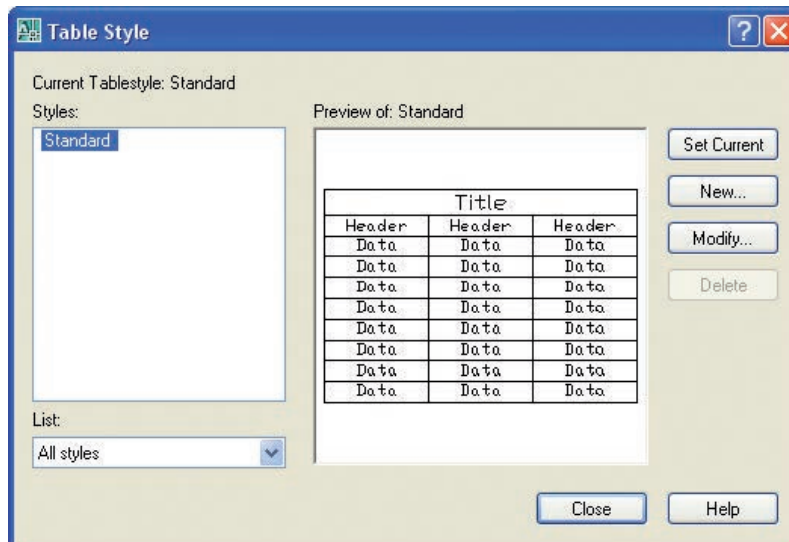 Table Style
Current Tablestyle: Standard
Styles:
Standard
List:
All styles
Preview of: Standard
Title
Header Header Header
Data Data Data
Data Data Data
Data Data Data
Data Data Data
Data Data Data
Data Data Data
Data Data Data
Data Data Data
Set Current
New...
Modify...
Delete
Close Help